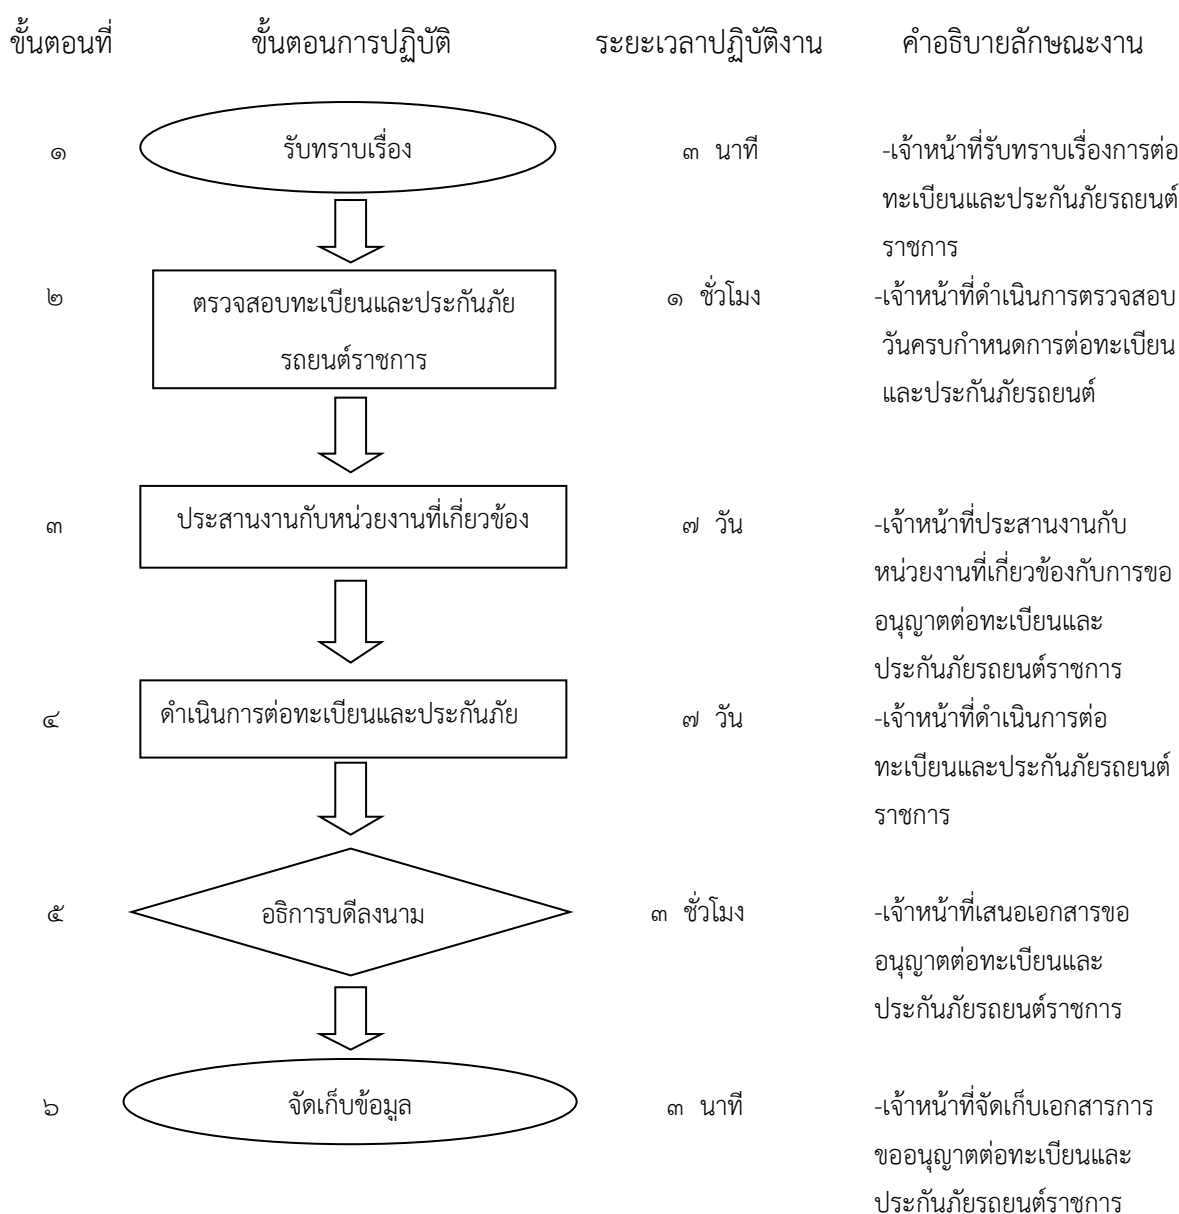 ขั้นตอนที่ ขั้นตอนการปฏิบัติ ระยะเวลาปฏิบัติงาน คำอธิบายลักษณะงาน
๑ รับทราบเรื่อง ๓ นาที -เจ้าหน้าที่รับทราบเรื่องการต่อ
ทะเบียนและประกันภัยรถยนต์
ราชการ
๒ ตรวจสอบทะเบียนและประกันภัย ๑ ชั่วโมง -เจ้าหน้าที่ดำเนินการตรวจสอบ
รถยนต์ราชการ วันครบกำหนดการต่อทะเบียน
และประกันภัยรถยนต์
๓ ประสานงานกับหน่วยงานที่เกี่ยวข้อง ๗ วัน -เจ้าหน้าที่ประสานงานกับ
หน่วยงานที่เกี่ยวข้องกับการขอ
อนุญาตต่อทะเบียนและ
ประกันภัยรถยนต์ราชการ
๔ ดำเนินการต่อทะเบียนและประกันภัย ๗ วัน -เจ้าหน้าที่ดำเนินการต่อ
ทะเบียนและประกันภัยรถยนต์
ราชการ
๕ อธิการบดีลงนาม ๓ ชั่วโมง -เจ้าหน้าที่เสนอเอกสารขอ
อนุญาตต่อทะเบียนและ
ประกันภัยรถยนต์ราชการ
๖ จัดเก็บข้อมูล ๓ นาที -เจ้าหน้าที่จัดเก็บเอกสารการ
ขออนุญาตต่อทะเบียนและ
ประกันภัยรถยนต์ราชการ